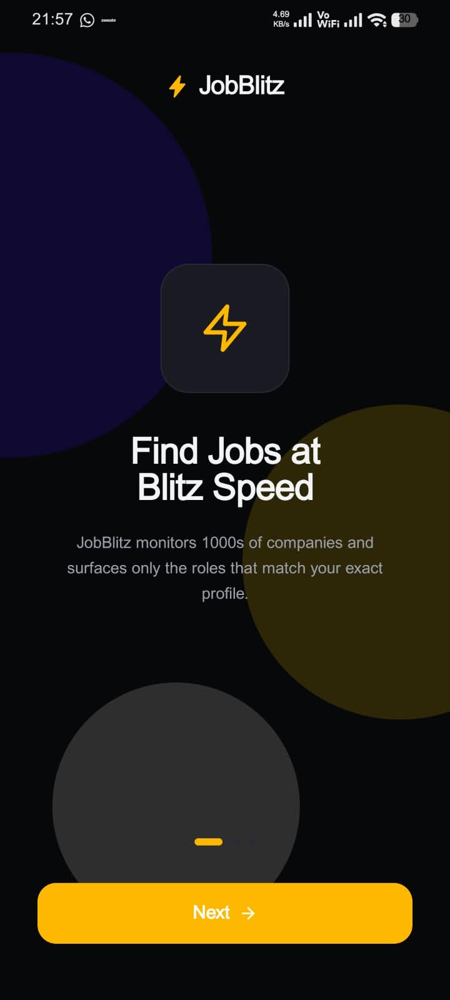 21:57 zomato 4.69 KB/s Vo WiFi 30
JobBlitz
Find Jobs at
Blitz Speed
JobBlitz monitors 1000s of companies and
surfaces only the roles that match your exact
profile.
Next →